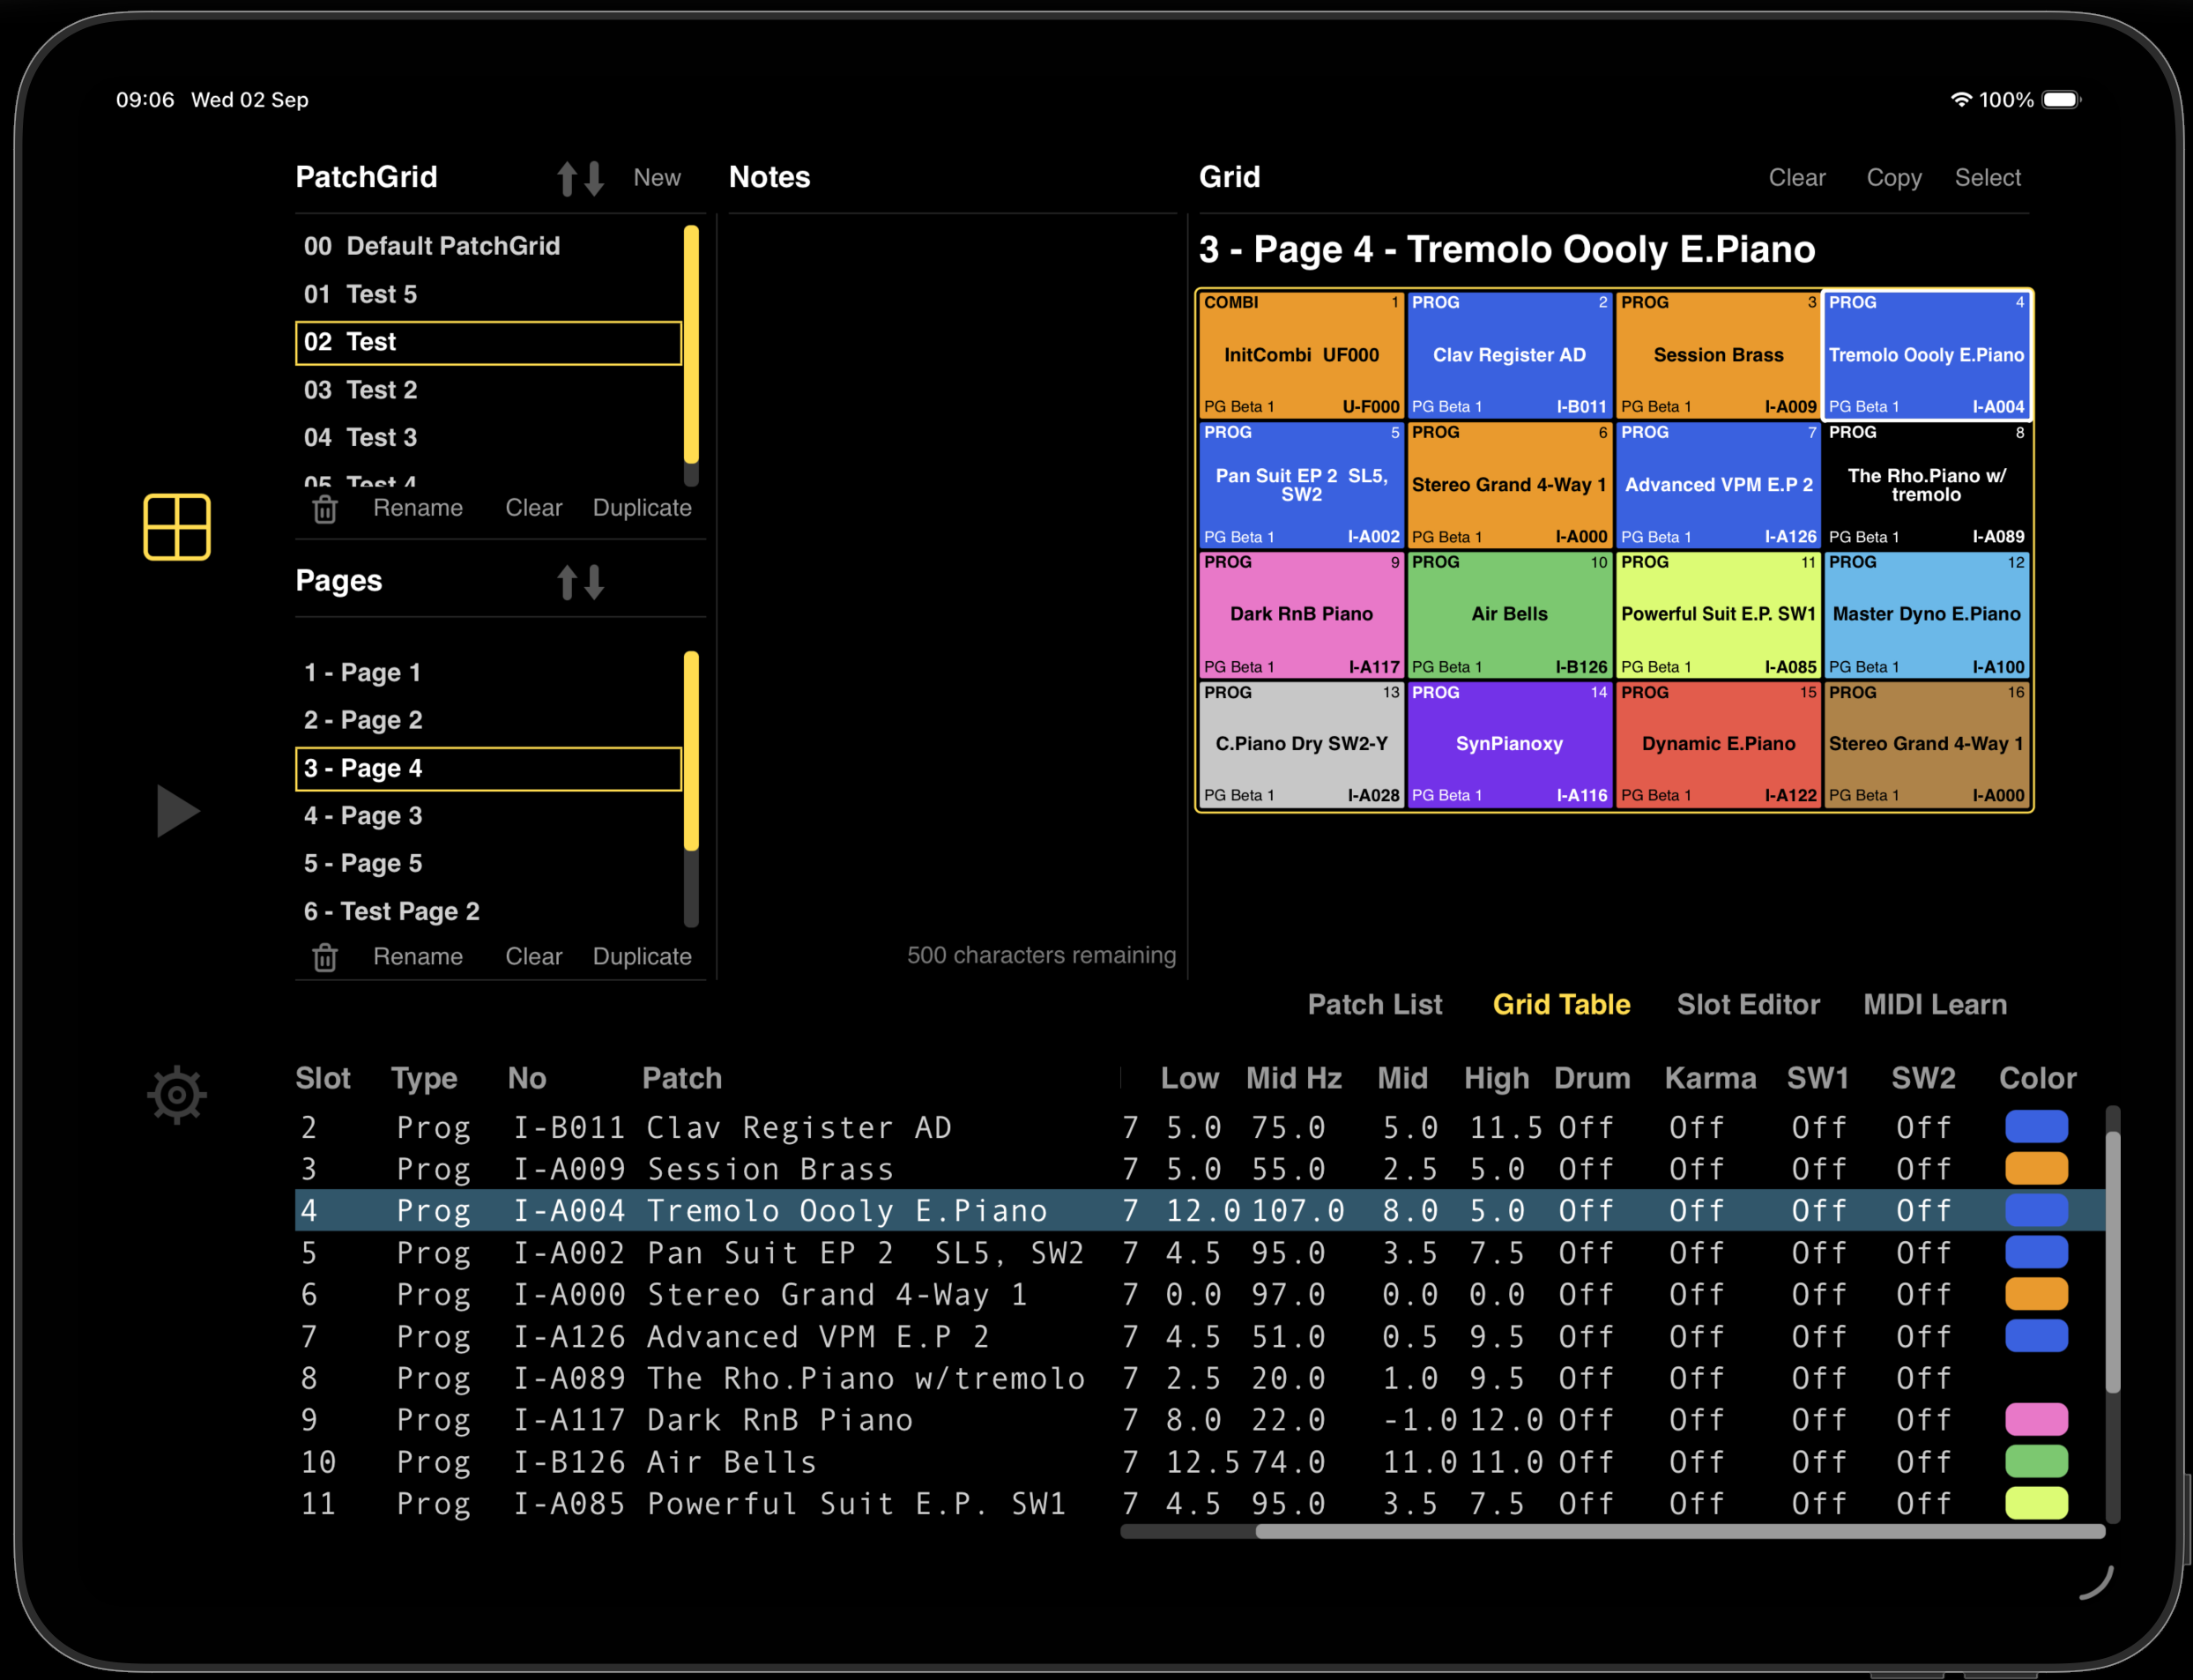 09:06 Wed 02 Sep
100%
PatchGrid New
00 Default PatchGrid
01 Test 5
02 Test
03 Test 2
04 Test 3
05 Test 4
Rename Clear Duplicate
Pages
1 - Page 1
2 - Page 2
3 - Page 4
4 - Page 3
5 - Page 5
6 - Test Page 2
Rename Clear Duplicate
Notes
500 characters remaining
Grid Clear Copy Select
3 - Page 4 - Tremolo Oooly E.Piano
COMBI 1
InitCombi UF000
PG Beta 1 U-F000
PROG 2
Clav Register AD
PG Beta 1 I-B011
PROG 3
Session Brass
PG Beta 1 I-A009
PROG 4
Tremolo Oooly E.Piano
PG Beta 1 I-A004
PROG 5
Pan Suit EP 2 SL5,
SW2
PG Beta 1 I-A002
PROG 6
Stereo Grand 4-Way 1
PG Beta 1 I-A000
PROG 7
Advanced VPM E.P 2
PG Beta 1 I-A126
PROG 8
The Rho.Piano w/
tremolo
PG Beta 1 I-A089
PROG 9
Dark RnB Piano
PG Beta 1 I-A117
PROG 10
Air Bells
PG Beta 1 I-B126
PROG 11
Powerful Suit E.P. SW1
PG Beta 1 I-A085
PROG 12
Master Dyno E.Piano
PG Beta 1 I-A100
PROG 13
C.Piano Dry SW2-Y
PG Beta 1 I-A028
PROG 14
SynPianoxy
PG Beta 1 I-A116
PROG 15
Dynamic E.Piano
PG Beta 1 I-A122
PROG 16
Stereo Grand 4-Way 1
PG Beta 1 I-A000
Patch List Grid Table Slot Editor MIDI Learn
Slot Type No Patch Low Mid Hz Mid High Drum Karma SW1 SW2 Color
2 Prog I-B011 Clav Register AD 7 5.0 75.0 5.0 11.5 Off Off Off Off
3 Prog I-A009 Session Brass 7 5.0 55.0 2.5 5.0 Off Off Off Off
4 Prog I-A004 Tremolo Oooly E.Piano 7 12.0 107.0 8.0 5.0 Off Off Off Off
5 Prog I-A002 Pan Suit EP 2 SL5, SW2 7 4.5 95.0 3.5 7.5 Off Off Off Off
6 Prog I-A000 Stereo Grand 4-Way 1 7 0.0 97.0 0.0 0.0 Off Off Off Off
7 Prog I-A126 Advanced VPM E.P 2 7 4.5 51.0 0.5 9.5 Off Off Off Off
8 Prog I-A089 The Rho.Piano w/tremolo 7 2.5 20.0 1.0 9.5 Off Off Off Off
9 Prog I-A117 Dark RnB Piano 7 8.0 22.0 -1.0 12.0 Off Off Off Off
10 Prog I-B126 Air Bells 7 12.5 74.0 11.0 11.0 Off Off Off Off
11 Prog I-A085 Powerful Suit E.P. SW1 7 4.5 95.0 3.5 7.5 Off Off Off Off